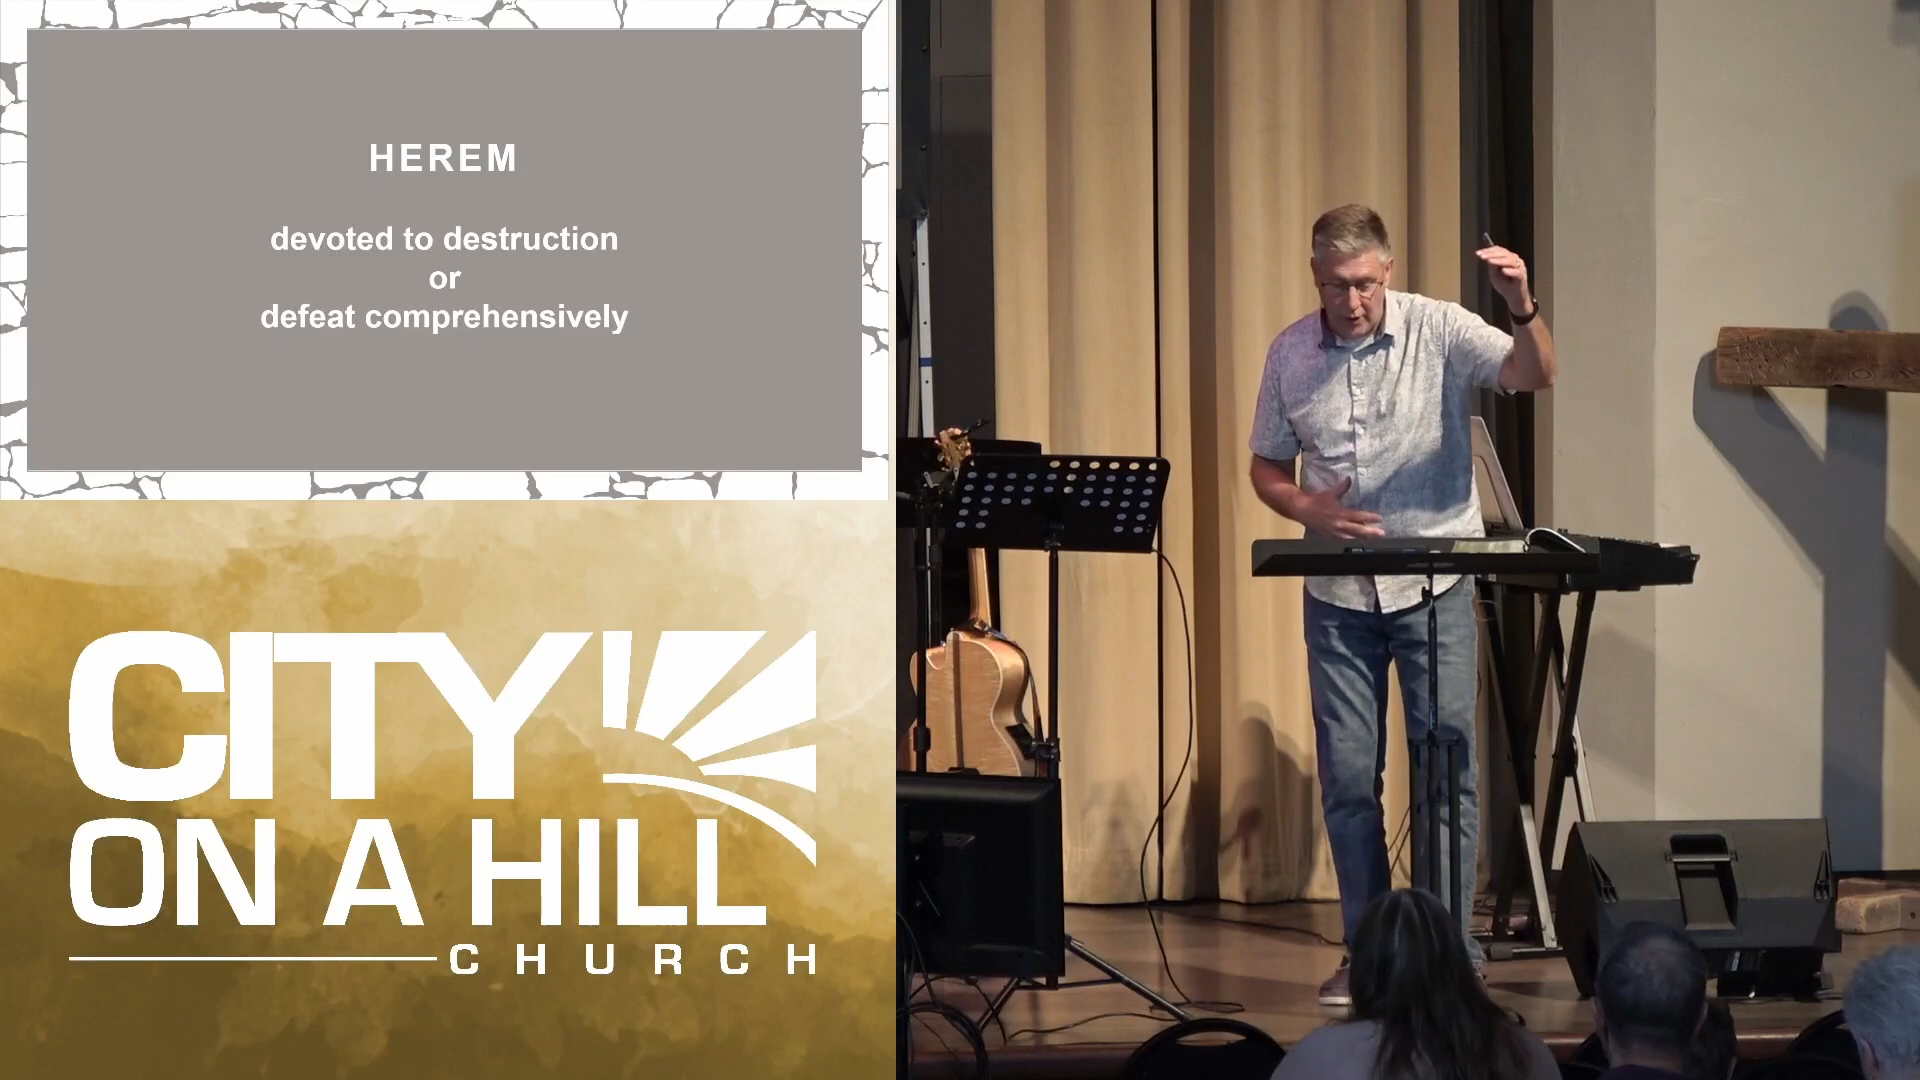 HEREM
devoted to destruction
or
defeat comprehensively
CITY
ON A HILL
CHURCH